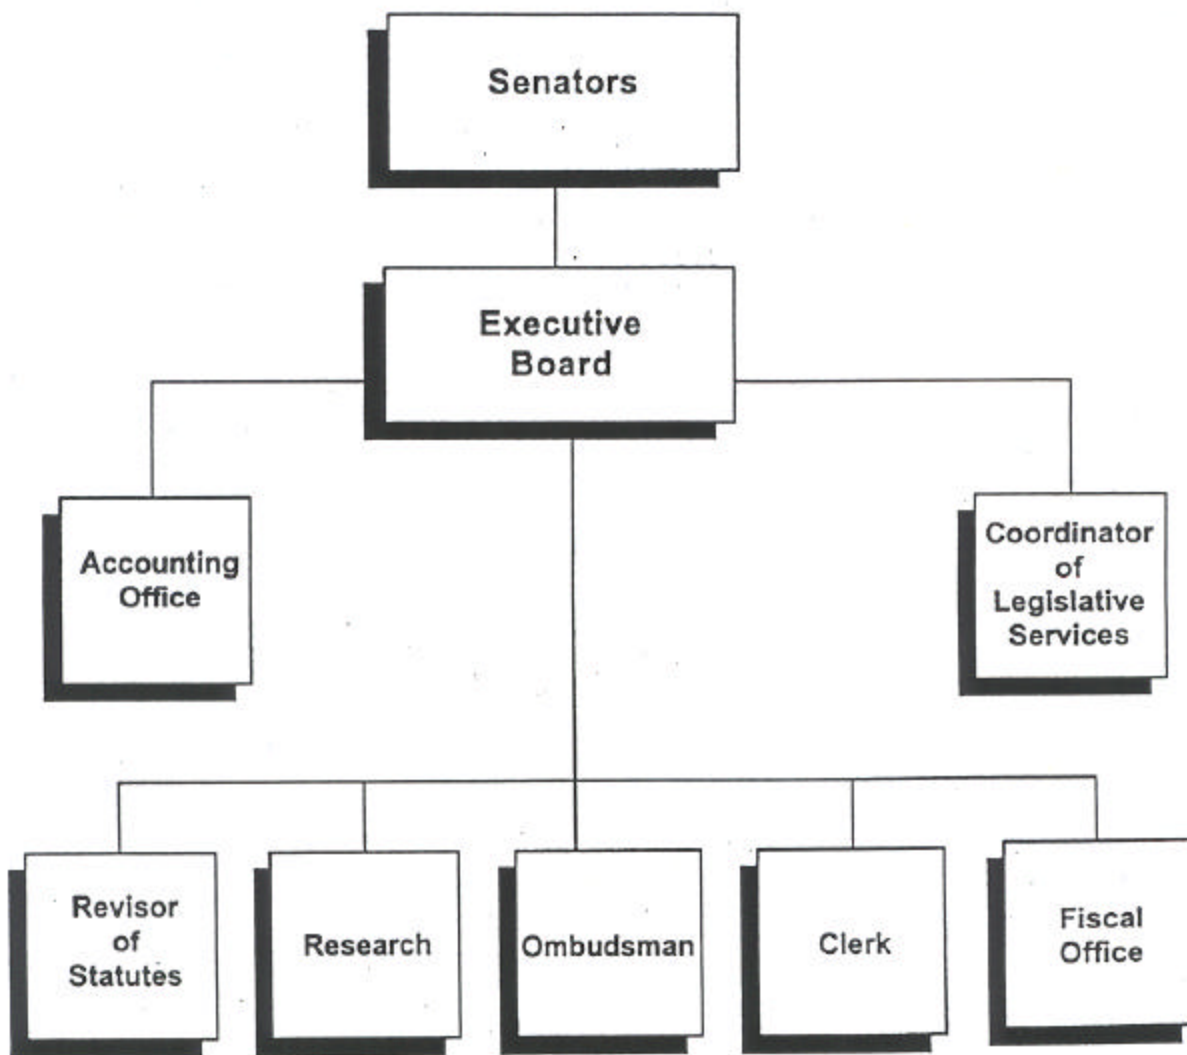 Senators
Executive
Board
Accounting
Office
Coordinator
of
Legislative
Services
Revisor
of
Statutes
Research
Ombudsman
Clerk
Fiscal
Office